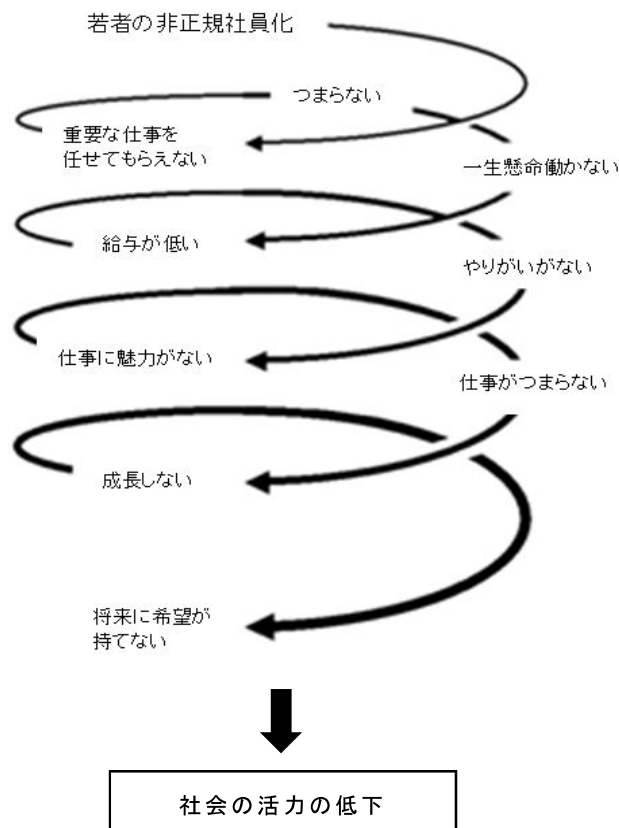 若者の非正規社員化
つまらない
重要な仕事を
任せてもらえない
一生懸命働かない
給与が低い
やりがいがない
仕事に魅力がない
仕事がつまらない
成長しない
将来に希望が
持てない
社会の活力の低下